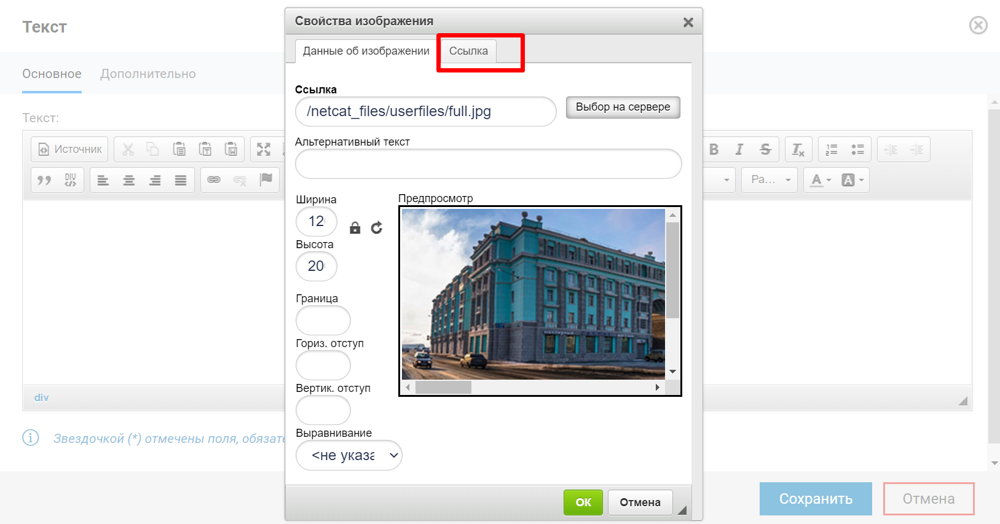 Текст
Основное
Дополнительно
Текст:
Источник
Ра...
div
Звездочкой (*) отмечены поля,
Сохранить
Отмена
Свойства изображения
Данные об изображении
Ссылка
Ссылка
/netcat_files/userfiles/full.jpg
Выбор на сервере
Альтернативный текст
Ширина
12
Высота
20
Граница
Гориз. отступ
Вертик. отступ
Выравнивание
<не указа
Предпросмотр
ОК
Отмена